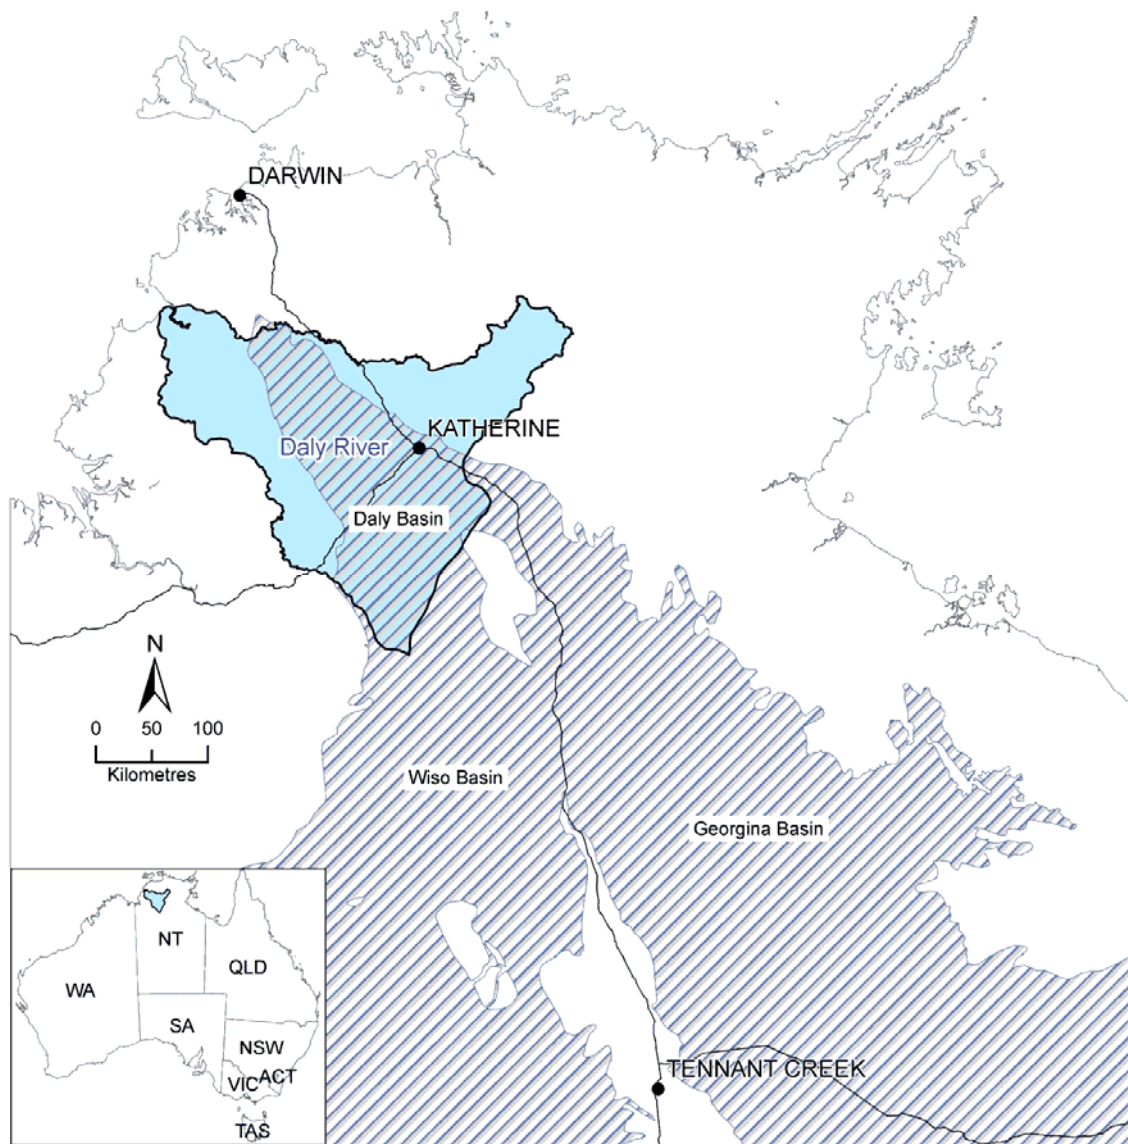 DARWIN
KATHERINE
Daly River
Daly Basin
N
0 50 100
Kilometres
Wiso Basin
Georgina Basin
NT
QLD
WA
SA
NSW
VIC
ACT
TAS
TENNANT CREEK